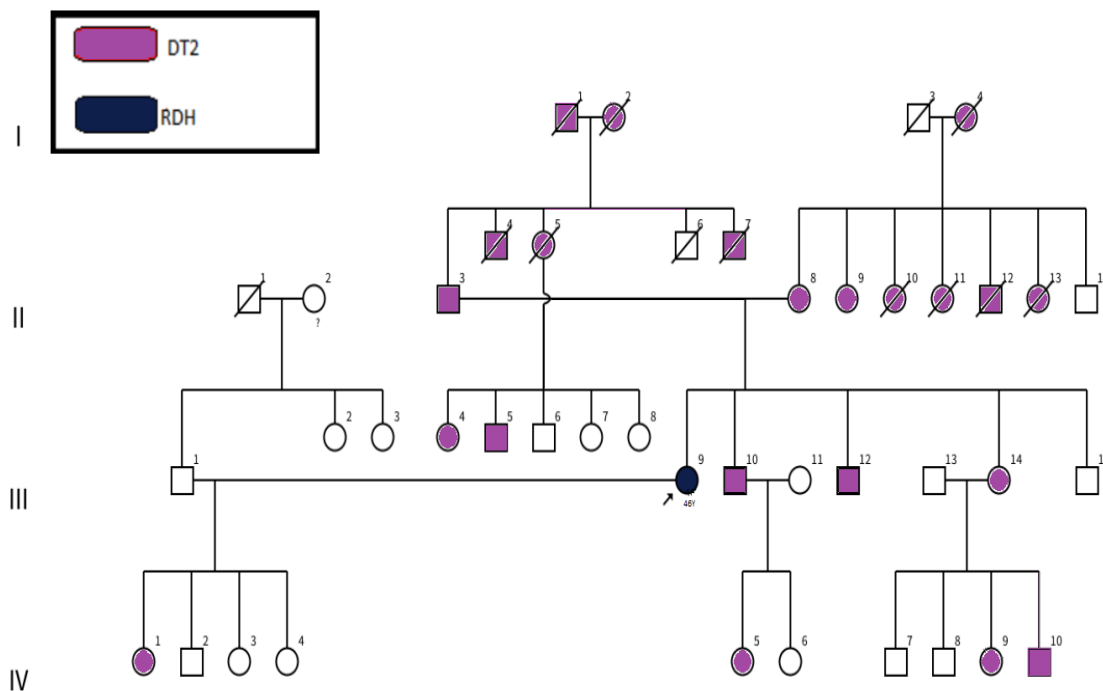 DT2
RDH
I
1 2 3 4
4 5 6 7
II
1 2 3 8 9 10 11 12 13 1
?
2 3 4 5 6 7 8
III
1 9 10 11 12 13 14 1
46Y
IV
1 2 3 4 5 6 7 8 9 10